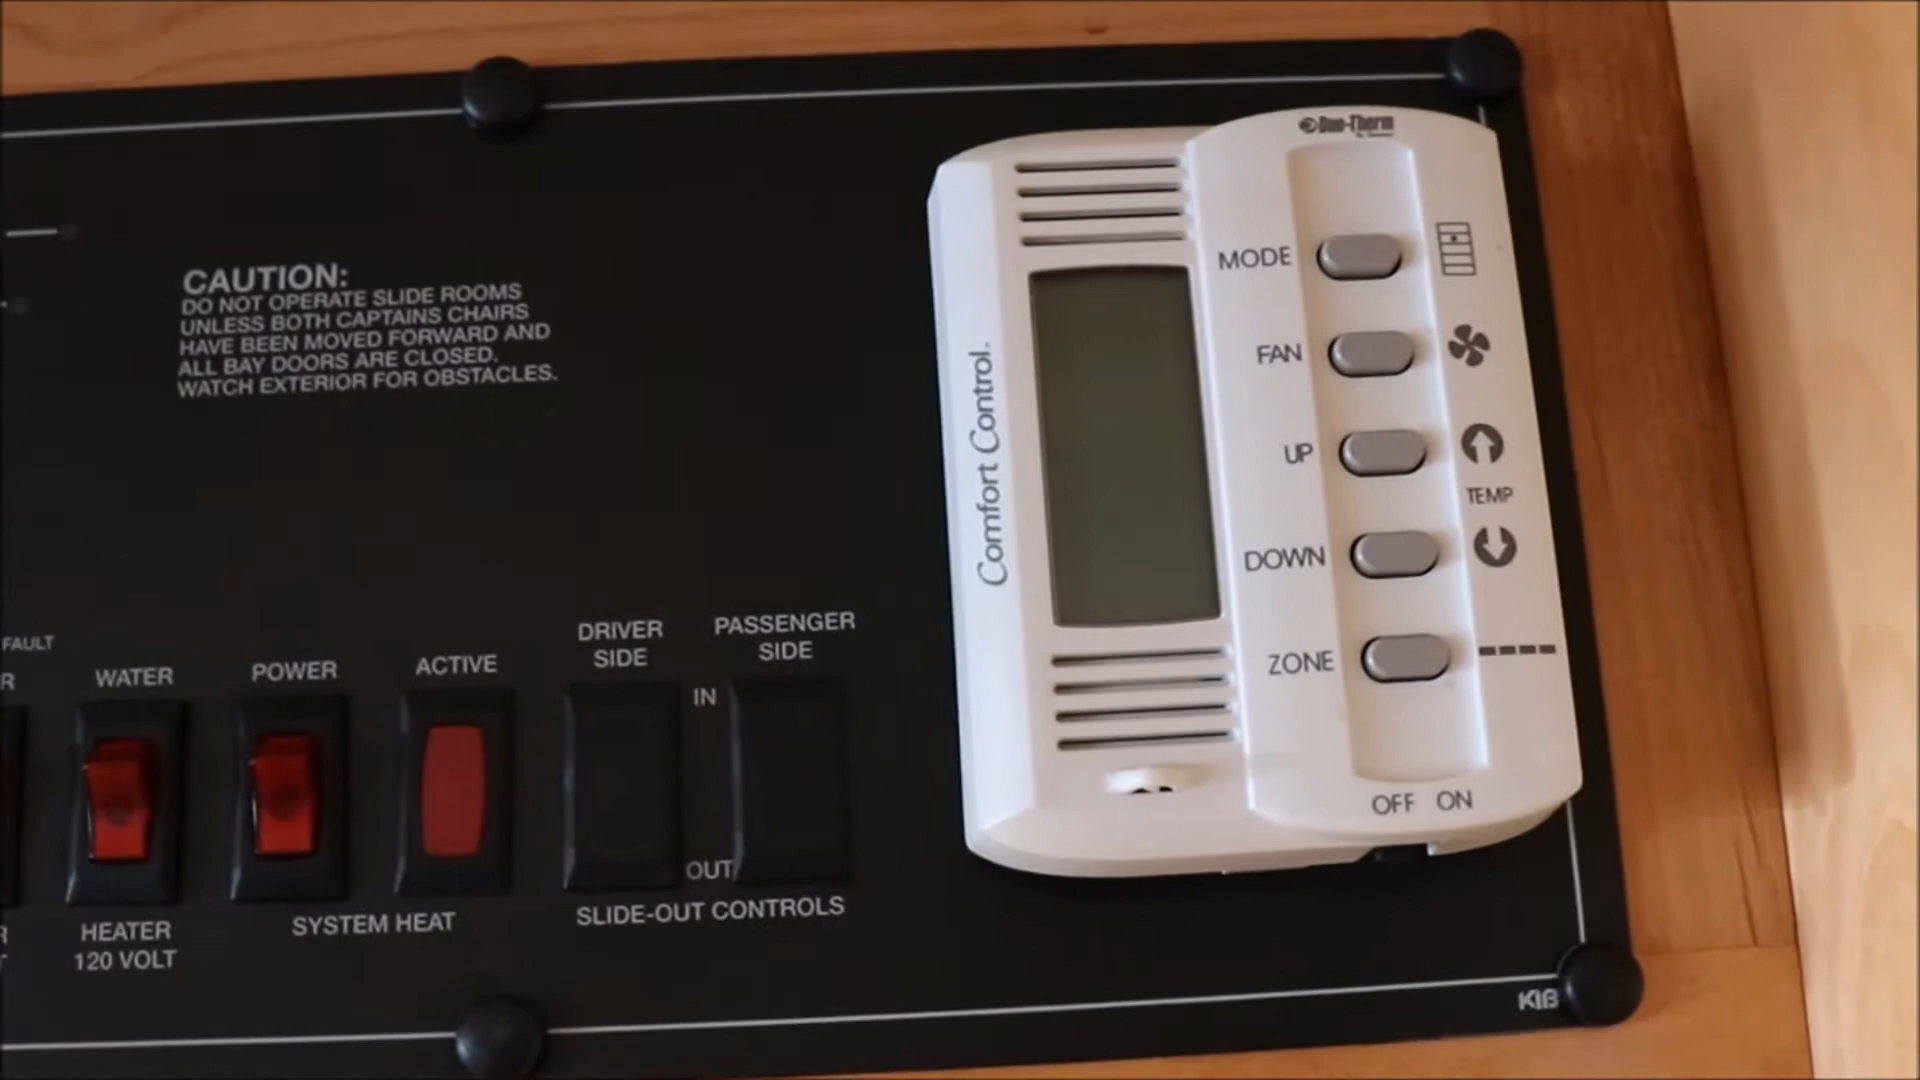 CAUTION:
DO NOT OPERATE SLIDE ROOMS
UNLESS BOTH CAPTAINS CHAIRS
HAVE BEEN MOVED FORWARD AND
ALL BAY DOORS ARE CLOSED.
WATCH EXTERIOR FOR OBSTACLES.
FAULT
WATER
POWER
ACTIVE
DRIVER
SIDE
PASSENGER
SIDE
IN
OUT
HEATER
120 VOLT
SYSTEM HEAT
SLIDE-OUT CONTROLS
Duo-Therm
Comfort Control
MODE
FAN
UP
TEMP
DOWN
ZONE
OFF ON
KIB